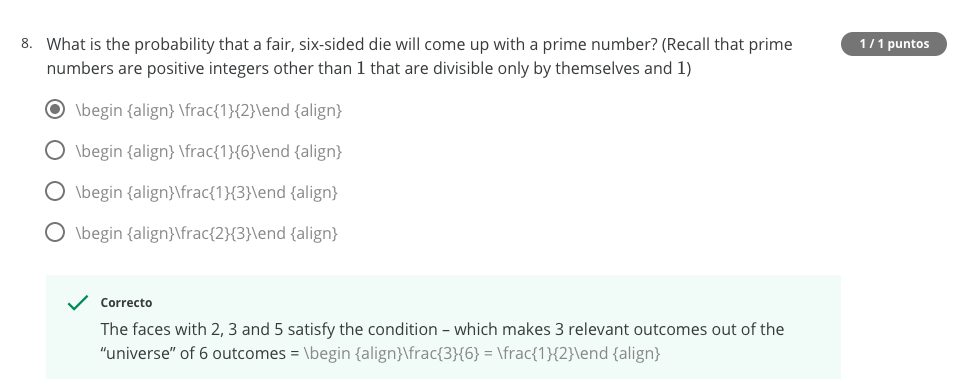 8. What is the probability that a fair, six-sided die will come up with a prime number? (Recall that prime
numbers are positive integers other than 1 that are divisible only by themselves and 1)
1 / 1 puntos
\begin {align} \frac{1}{2}\end {align}
\begin {align} \frac{1}{6}\end {align}
\begin {align}\frac{1}{3}\end {align}
\begin {align}\frac{2}{3}\end {align}
Correcto
The faces with 2, 3 and 5 satisfy the condition – which makes 3 relevant outcomes out of the
“universe” of 6 outcomes = \begin {align}\frac{3}{6} = \frac{1}{2}\end {align}